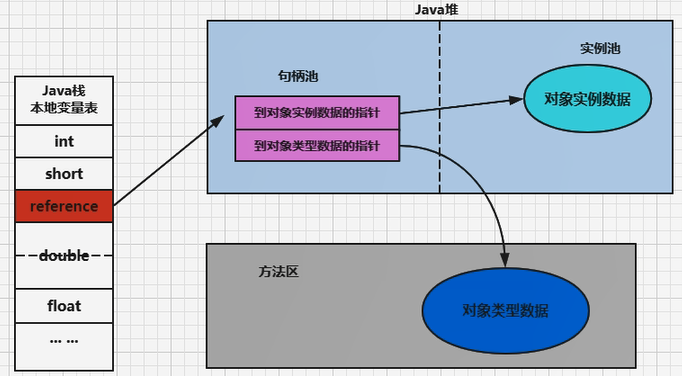 Java堆
Java栈
本地变量表
int
short
reference
double
float
... ...
句柄池
到对象实例数据的指针
到对象类型数据的指针
实例池
对象实例数据
方法区
对象类型数据